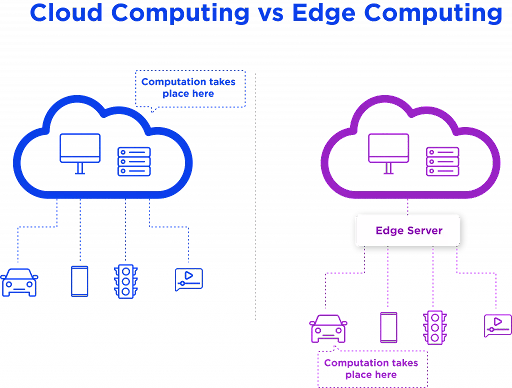 Cloud Computing vs Edge Computing
Computation takes
place here
Edge Server
Computation takes
place here